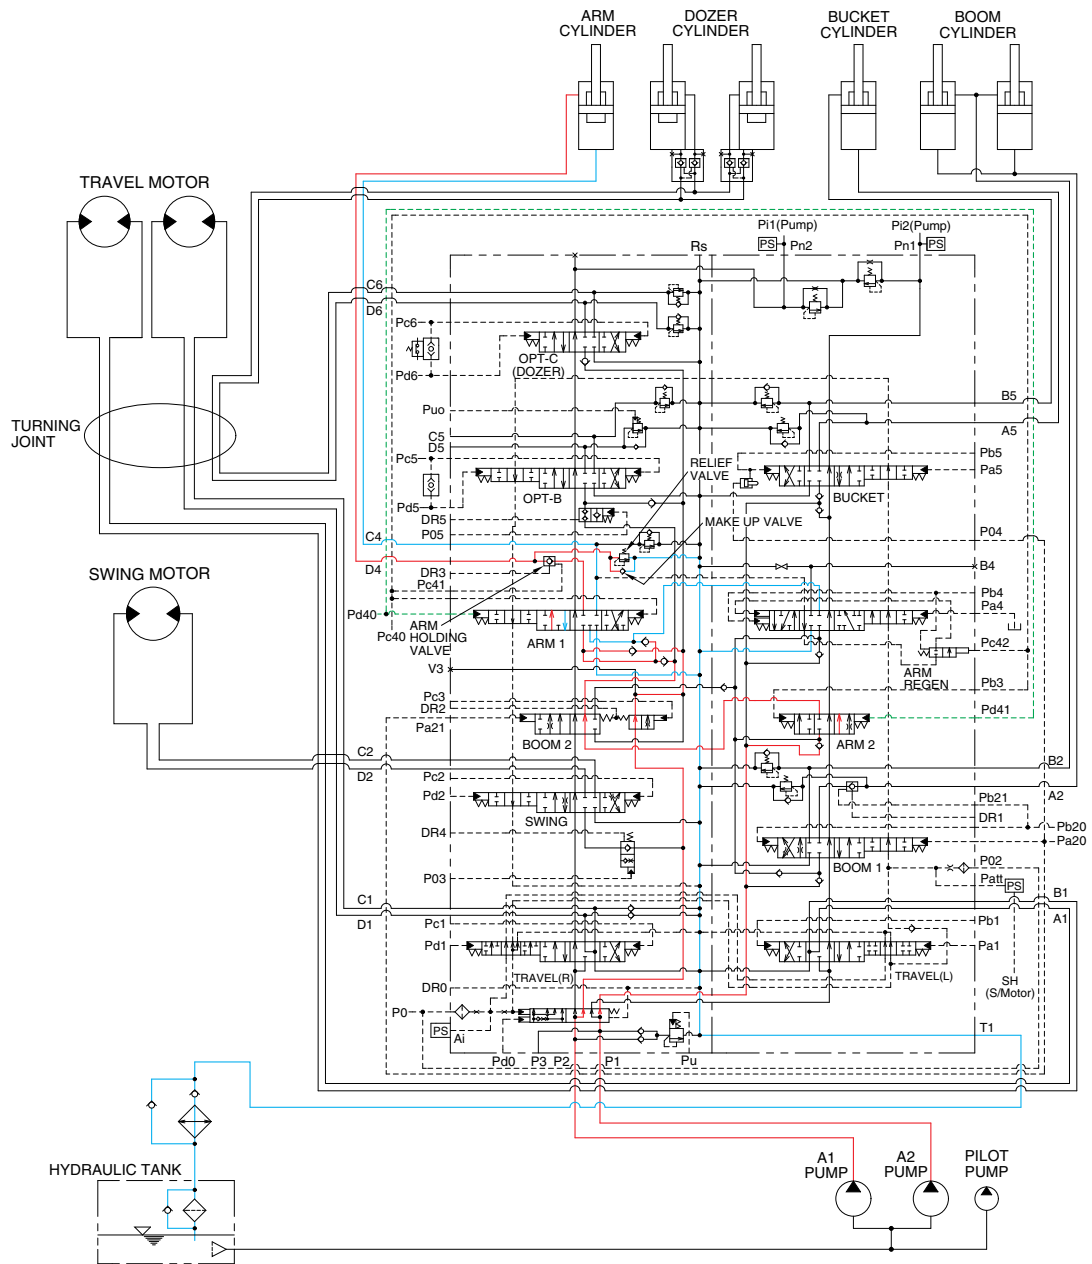 ARM
CYLINDER
DOZER
CYLINDER
BUCKET
CYLINDER
BOOM
CYLINDER
TRAVEL MOTOR
Pi1(Pump)
Pi2(Pump)
PS
Pn2
Rs
Pn1
PS
C6
D6
Pc6
Pd6
OPT-C
(DOZER)
TURNING
JOINT
Puo
C5
D5
Pc5
B5
A5
Pb5
Pa5
RELIEF
VALVE
BUCKET
OPT-B
Pd5
DR5
P05
MAKE UP VALVE
P04
C4
D4
DR3
Pc41
B4
SWING MOTOR
Pb4
Pa4
Pd40
Pc40
ARM
HOLDING
VALVE
ARM 1
Pc42
ARM
REGEN
V3
Pb3
Pc3
DR2
Pa21
BOOM 2
ARM 2
Pd41
C2
D2
B2
A2
Pc2
Pd2
SWING
Pb21
DR1
Pb20
Pa20
DR4
BOOM 1
P02
P03
Patt
PS
C1
D1
B1
A1
Pc1
Pb1
Pd1
Pa1
TRAVEL(R)
TRAVEL(L)
SH
(S/Motor)
DR0
P0
PS
Ai
T1
Pd0
P3
P2
P1
Pu
A1
PUMP
A2
PUMP
PILOT
PUMP
HYDRAULIC TANK